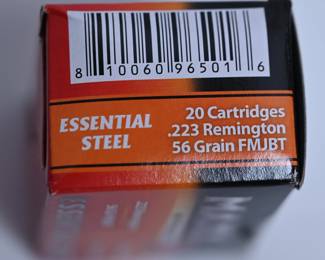 8 10060 96501 6
ESSENTIAL
STEEL
20 Cartridges
.223 Remington
56 Grain FMJBT